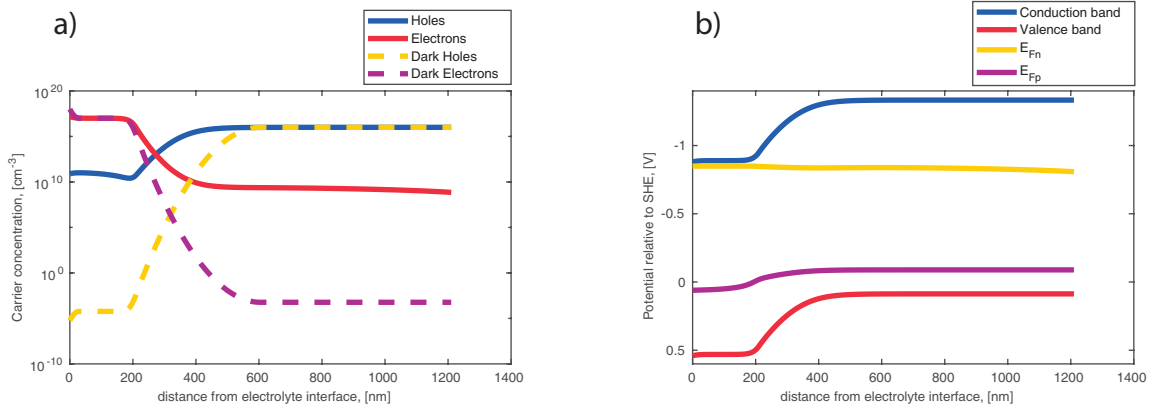 a)
Holes
Electrons
Dark Holes
Dark Electrons
10^20
10^10
10^0
10^-10
Carrier concentration, [cm^-3]
0 200 400 600 800 1000 1200 1400
distance from electrolyte interface, [nm]
b)
Conduction band
Valence band
E_Fn
E_Fp
-1
-0.5
0
0.5
Potential relative to SHE, [V]
0 200 400 600 800 1000 1200 1400
distance from electrolyte interface, [nm]